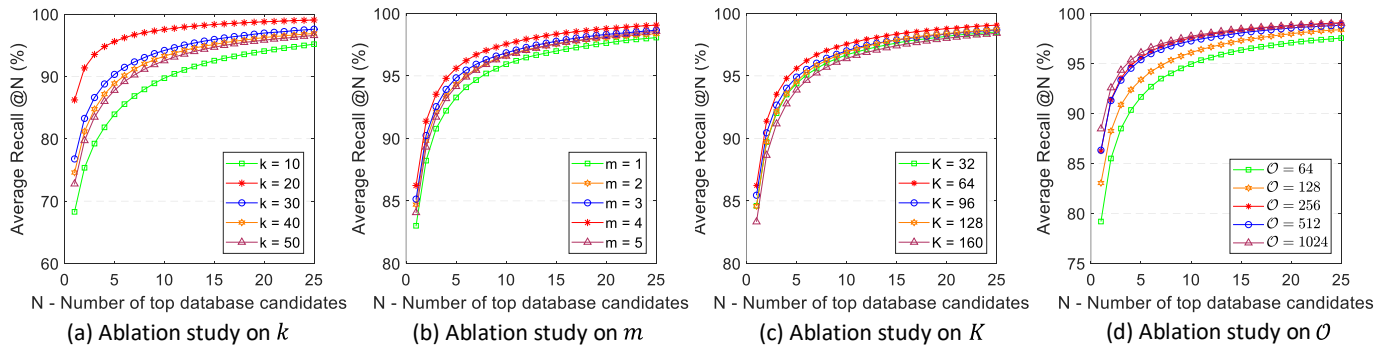 Average Recall @N (%)
100
90
80
70
60
k = 10
k = 20
k = 30
k = 40
k = 50
0 5 10 15 20 25
N - Number of top database candidates
(a) Ablation study on k
Average Recall @N (%)
100
95
90
85
80
m = 1
m = 2
m = 3
m = 4
m = 5
0 5 10 15 20 25
N - Number of top database candidates
(b) Ablation study on m
Average Recall @N (%)
100
95
90
85
80
K = 32
K = 64
K = 96
K = 128
K = 160
0 5 10 15 20 25
N - Number of top database candidates
(c) Ablation study on K
Average Recall @N (%)
100
95
90
85
80
75
𝒪 = 64
𝒪 = 128
𝒪 = 256
𝒪 = 512
𝒪 = 1024
0 5 10 15 20 25
N - Number of top database candidates
(d) Ablation study on 𝒪